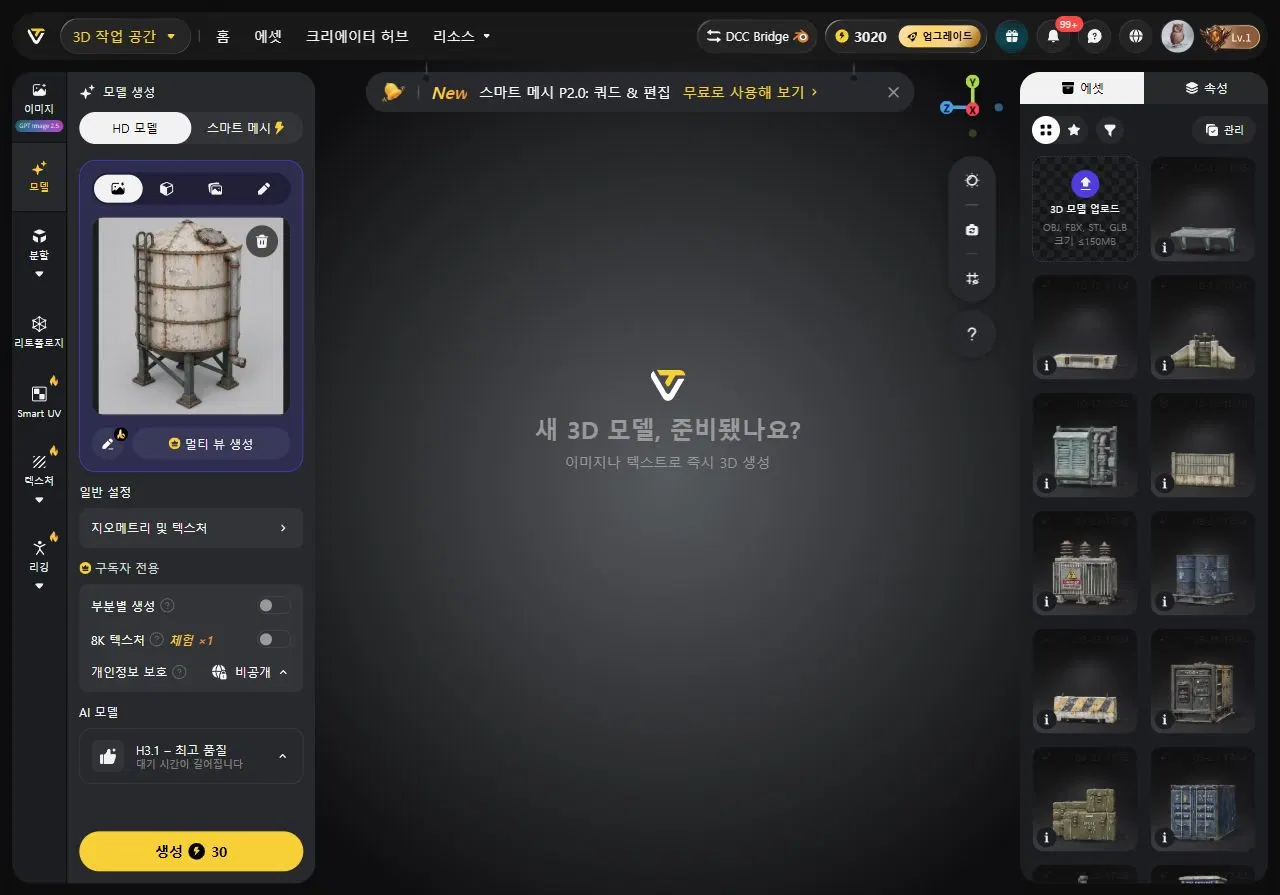 3D 작업 공간
홈
에셋
크리에이터 허브
리소스
DCC Bridge
3020
업그레이드
99+
Lv.1
이미지
GPT Image 2.5
모델
분할
리토폴로지
Smart UV
텍스처
리깅
모델 생성
HD 모델
스마트 메시
멀티 뷰 생성
일반 설정
지오메트리 및 텍스처
구독자 전용
부분별 생성
8K 텍스처 체험 ×1
개인정보 보호
비공개
AI 모델
H3.1 – 최고 품질
대기 시간이 길어집니다
생성 30
New 스마트 메시 P2.0: 쿼드 & 편집 무료로 사용해 보기
Y
Z
X
?
새 3D 모델, 준비됐나요?
이미지나 텍스트로 즉시 3D 생성
에셋
속성
관리
3D 모델 업로드
OBJ, FBX, STL, GLB
크기 ≤150MB